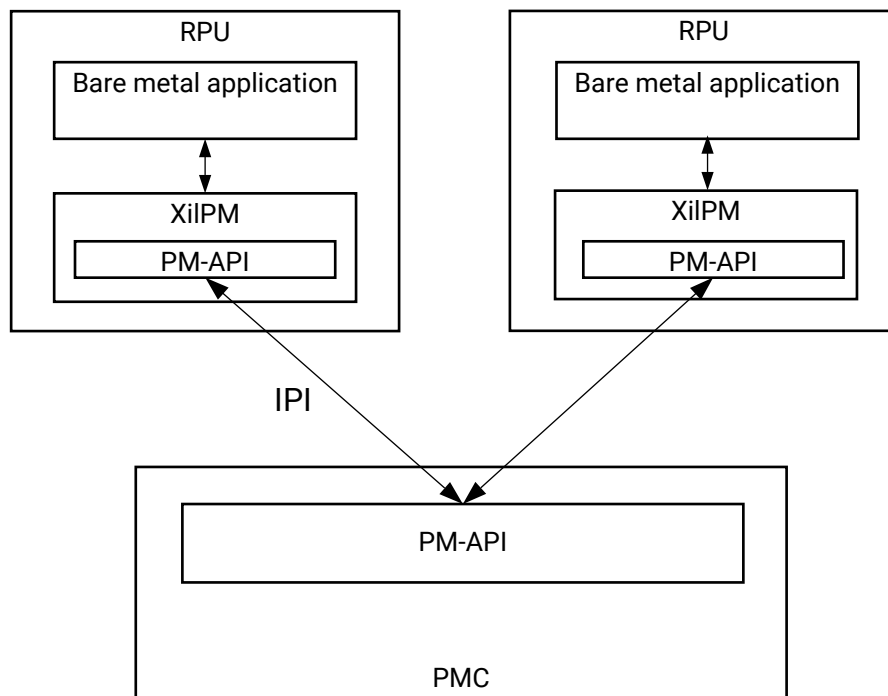 RPU
Bare metal application
XilPM
PM-API
RPU
Bare metal application
XilPM
PM-API
IPI
PM-API
PMC